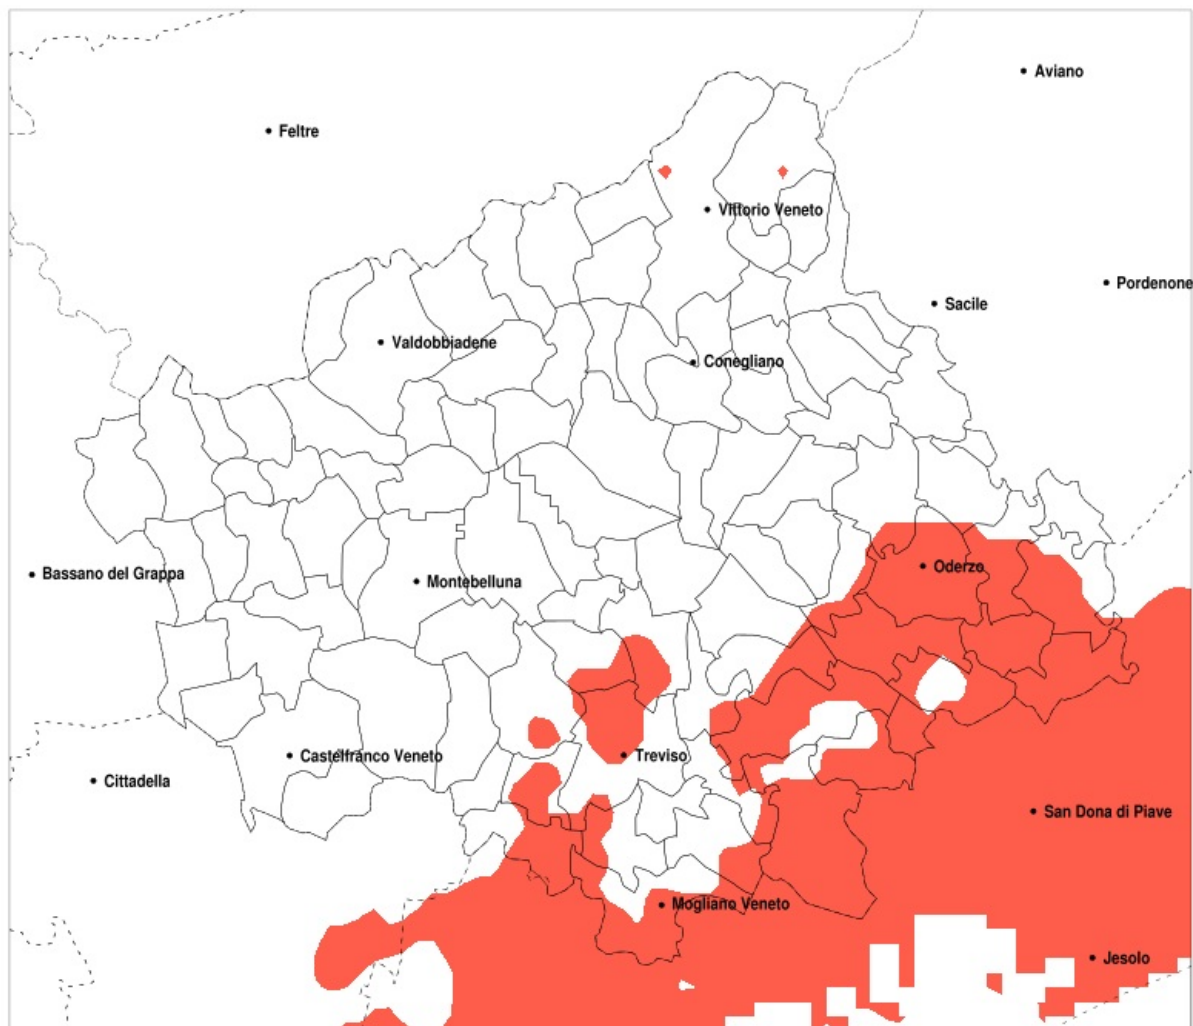 Aviano
Feltre
Vittorio Veneto
Pordenone
Sacile
Valdobbiadene
Conegliano
Oderzo
Bassano del Grappa
Montebelluna
Castelfranco Veneto
Treviso
Cittadella
San Dona di Piave
Mogliano Veneto
Jesolo